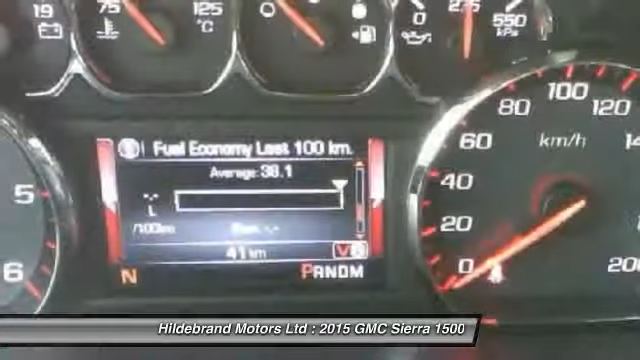 19 75 125 °C
0 275 550 kPa
Fuel Economy Last 100 km.
Average: 38.1
-.-
L
/100km
-.-
41 km V8
N PRNDM
5
6
0 20 40 60 80 100 120 14 200
km/h
Hildebrand Motors Ltd : 2015 GMC Sierra 1500